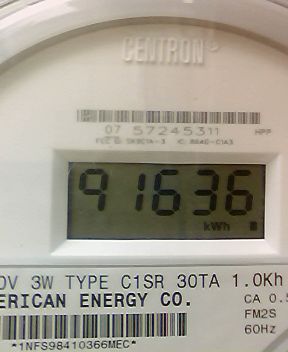 CENTRON
07 57245311 HPP
91636
kWh
0V 3W TYPE C1SR 30TA 1.0Kh
ERICAN ENERGY CO. CA 0.5
FM2S
*1NFS98410366MEC* 60Hz